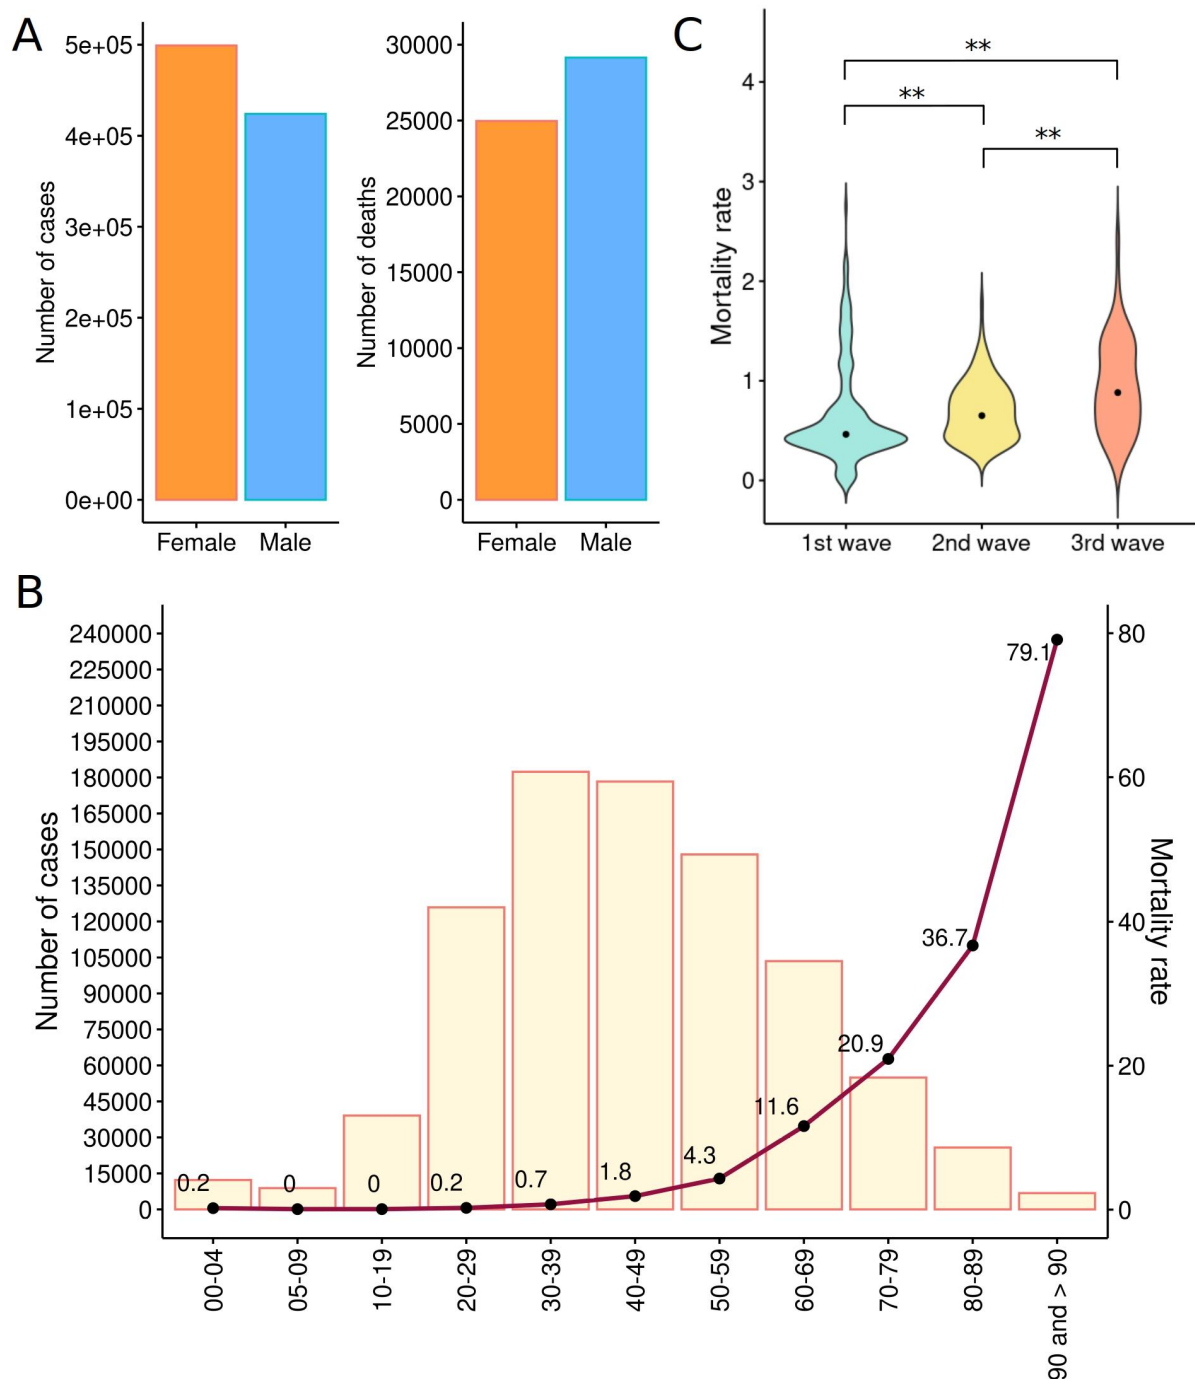 A
Number of cases
5e+05
4e+05
3e+05
2e+05
1e+05
0e+00
Female Male
Number of deaths
30000
25000
20000
15000
10000
5000
0
Female Male
C
Mortality rate
4
3
2
1
0
**
**
**
1st wave 2nd wave 3rd wave
B
Number of cases
240000
225000
210000
195000
180000
165000
150000
135000
120000
105000
90000
75000
60000
45000
30000
15000
0
0.2 0 0 0.2 0.7 1.8 4.3 11.6 20.9 36.7 79.1
80
60
40
20
0
Mortality rate
00-04
05-09
10-19
20-29
30-39
40-49
50-59
60-69
70-79
80-89
90 and > 90